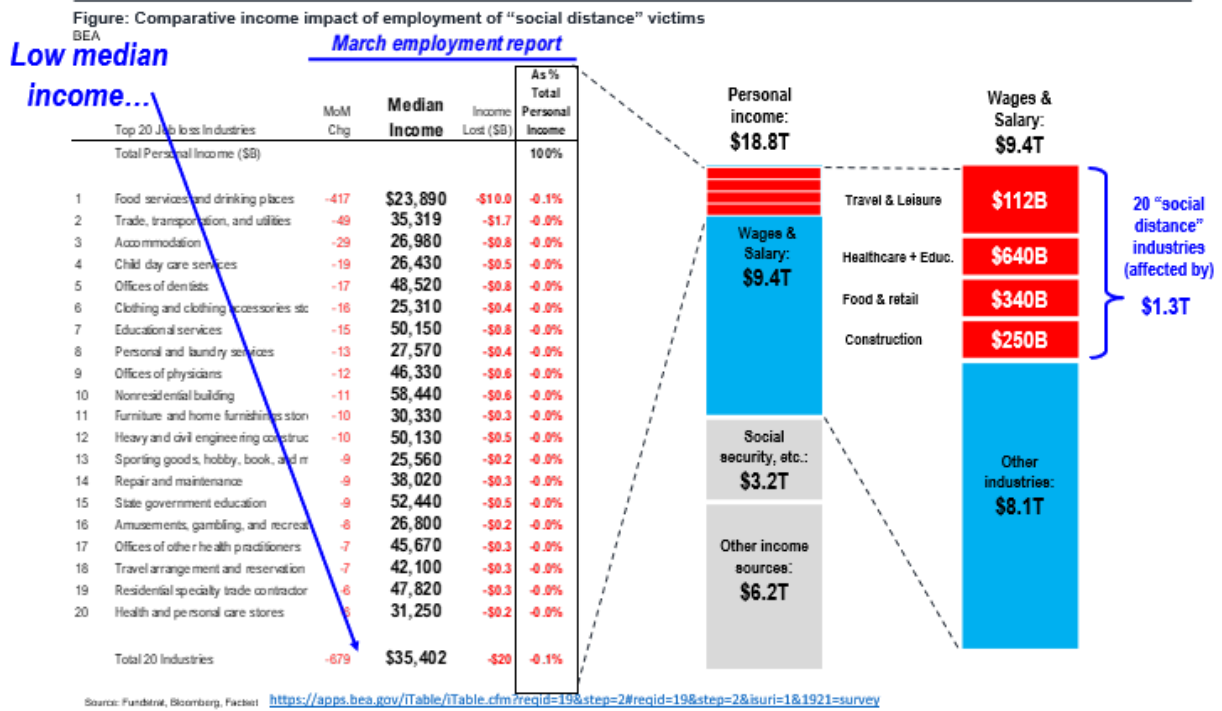 Figure: Comparative income impact of employment of “social distance” victims
BEA
Low median
income…
March employment report
Top 20 Job loss Industries MoM Chg Median Income Income Lost ($B) As % Total Personal Income
Total Personal Income ($B) 100%
1 Food services and drinking places -417 $23,890 -$10.0 -0.1%
2 Trade, transportation, and utilities -49 35,319 -$1.7 -0.0%
3 Accommodation -29 26,980 -$0.8 -0.0%
4 Child day care services -19 26,430 -$0.5 -0.0%
5 Offices of dentists -17 48,520 -$0.8 -0.0%
6 Clothing and clothing accessories stc -16 25,310 -$0.4 -0.0%
7 Educational services -15 50,150 -$0.8 -0.0%
8 Personal and laundry services -13 27,570 -$0.4 -0.0%
9 Offices of physicians -12 46,330 -$0.6 -0.0%
10 Nonresidential building -11 58,440 -$0.6 -0.0%
11 Furniture and home furnishings stor -10 30,330 -$0.3 -0.0%
12 Heavy and civil engineering construc -10 50,130 -$0.5 -0.0%
13 Sporting goods, hobby, book, and m -9 25,560 -$0.2 -0.0%
14 Repair and maintenance -9 38,020 -$0.3 -0.0%
15 State government education -9 52,440 -$0.5 -0.0%
16 Amusements, gambling, and recreat -8 26,800 -$0.2 -0.0%
17 Offices of other health practitioners -7 45,670 -$0.3 -0.0%
18 Travel arrangement and reservation -7 42,100 -$0.3 -0.0%
19 Residential specialty trade contractor -6 47,820 -$0.3 -0.0%
20 Health and personal care stores 31,250 -$0.2 -0.0%
Total 20 Industries -679 $35,402 -$20 -0.1%
Personal
income:
$18.8T
Wages &
Salary:
$9.4T
Social
security, etc.:
$3.2T
Other income
sources:
$6.2T
Wages &
Salary:
$9.4T
Travel & Leisure $112B
Healthcare + Educ. $640B
Food & retail $340B
Construction $250B
Other
industries:
$8.1T
20 “social
distance”
industries
(affected by)
$1.3T
Source: Fundstrat, Bloomberg, Factset https://apps.bea.gov/iTable/iTable.cfm?reqid=19&step=2#reqid=19&step=2&isuri=1&1921=survey